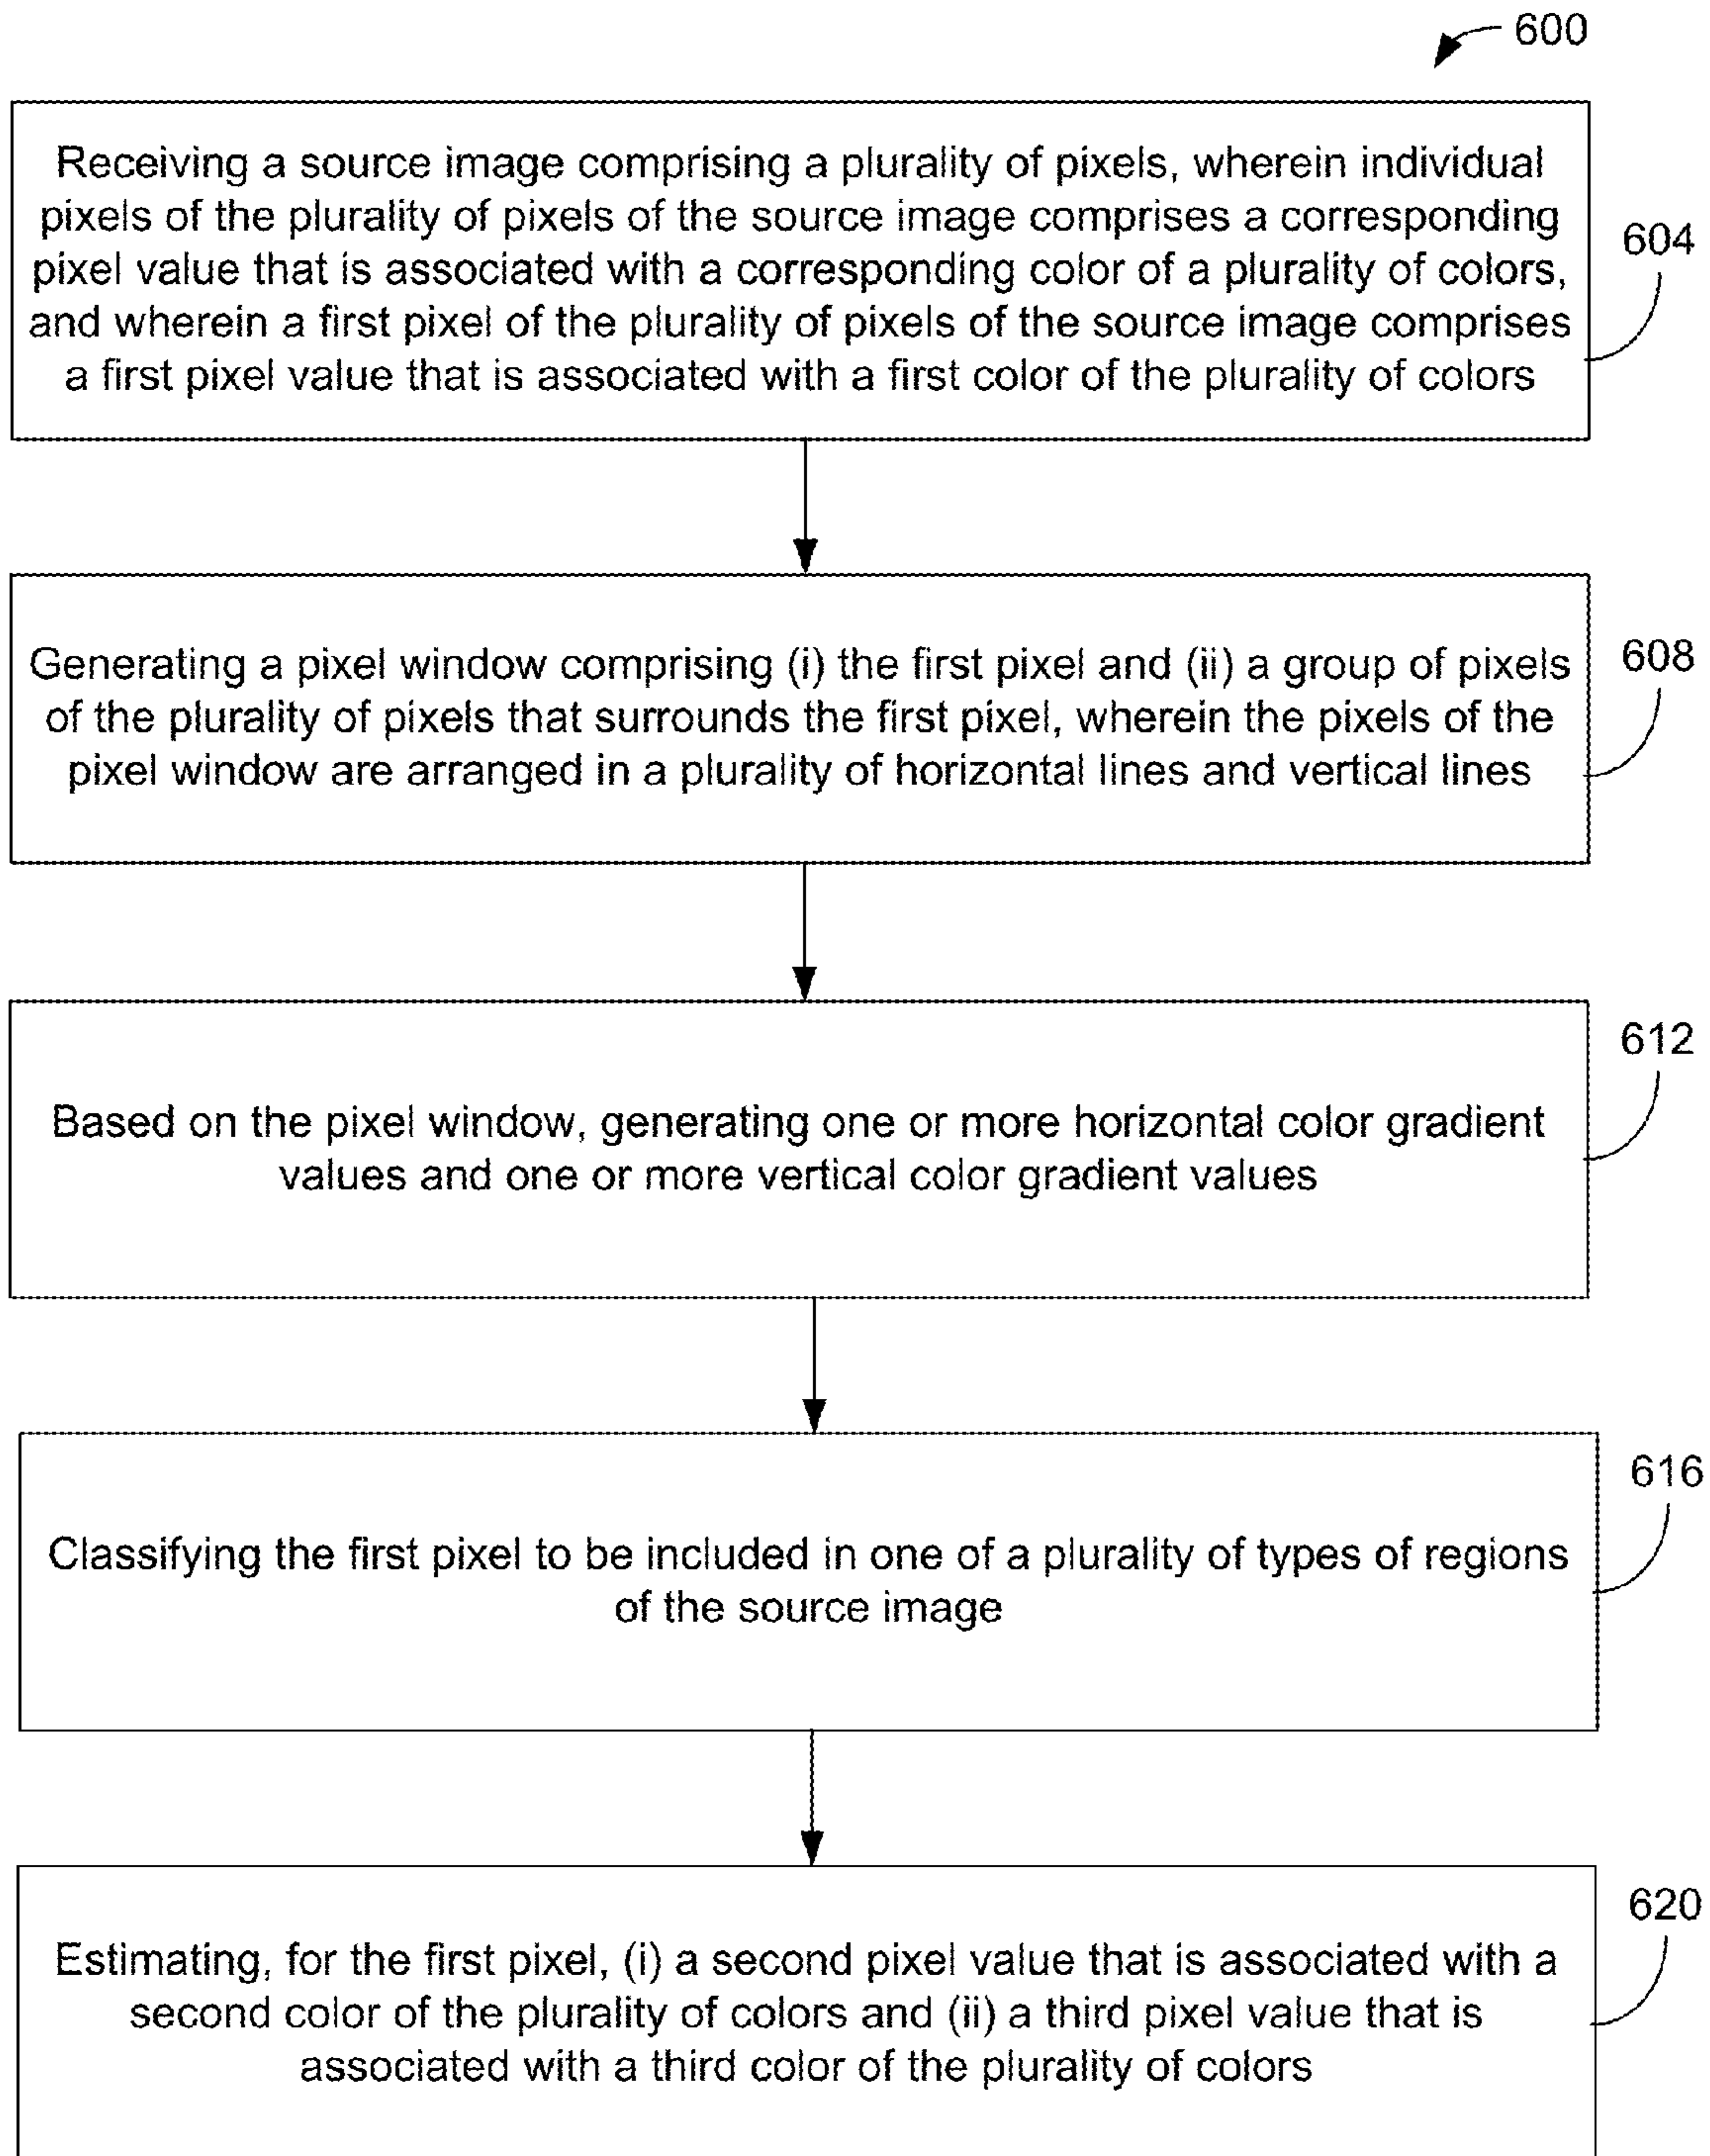 600
Receiving a source image comprising a plurality of pixels, wherein individual
pixels of the plurality of pixels of the source image comprises a corresponding
pixel value that is associated with a corresponding color of a plurality of colors,
and wherein a first pixel of the plurality of pixels of the source image comprises
a first pixel value that is associated with a first color of the plurality of colors
604
Generating a pixel window comprising (i) the first pixel and (ii) a group of pixels
of the plurality of pixels that surrounds the first pixel, wherein the pixels of the
pixel window are arranged in a plurality of horizontal lines and vertical lines
608
Based on the pixel window, generating one or more horizontal color gradient
values and one or more vertical color gradient values
612
Classifying the first pixel to be included in one of a plurality of types of regions
of the source image
616
Estimating, for the first pixel, (i) a second pixel value that is associated with a
second color of the plurality of colors and (ii) a third pixel value that is
associated with a third color of the plurality of colors
620